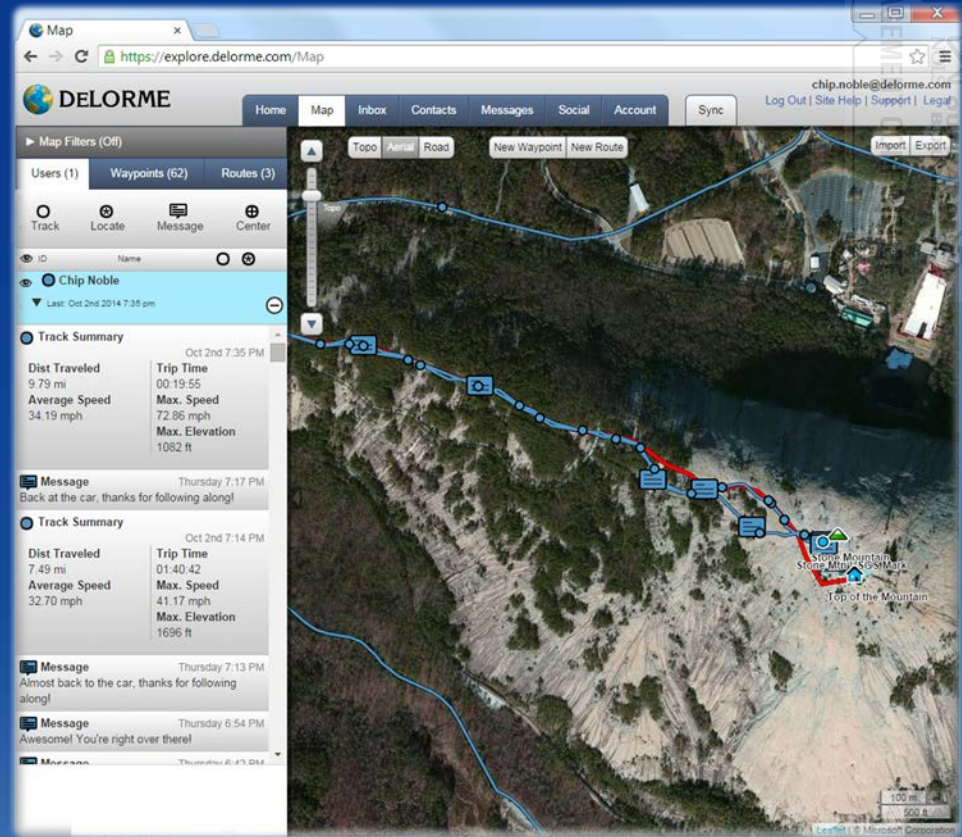 Map
https://explore.delorme.com/Map
DELORME
chip.noble@delorme.com
Log Out | Site Help | Support | Legal
Home Map Inbox Contacts Messages Social Account Sync
Map Filters (Off)
Users (1) Waypoints (62) Routes (3)
Track Locate Message Center
ID Name
Chip Noble
Last: Oct 2nd 2014 7:35 pm
Track Summary
Oct 2nd 7:35 PM
Dist Traveled Trip Time
9.79 mi 00:19:55
Average Speed Max. Speed
34.19 mph 72.86 mph
Max. Elevation
1082 ft
Message Thursday 7:17 PM
Back at the car, thanks for following along!
Track Summary
Oct 2nd 7:14 PM
Dist Traveled Trip Time
7.49 mi 01:40:42
Average Speed Max. Speed
32.70 mph 41.17 mph
Max. Elevation
1696 ft
Message Thursday 7:13 PM
Almost back to the car, thanks for following
along!
Message Thursday 6:54 PM
Awesome! You're right over there!
Message Thursday 6:42 PM
Topo Aerial Road New Waypoint New Route Import Export
Topo
Stone Mountain
Top of the Mountain
100 m
500 ft
Leaflet | © Microsoft Corporation